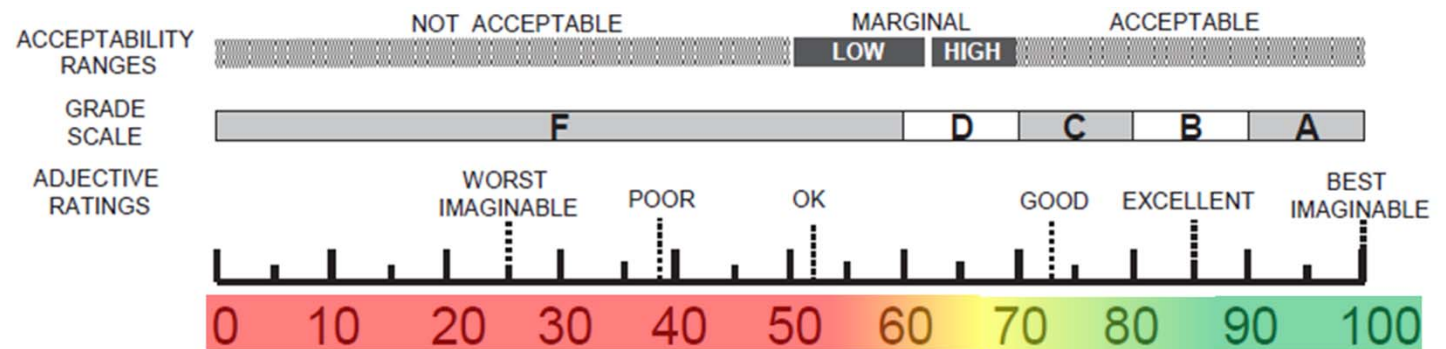 NOT ACCEPTABLE MARGINAL ACCEPTABLE
ACCEPTABILITY
RANGES
LOW HIGH
GRADE
SCALE
F D C B A
ADJECTIVE
RATINGS
WORST
IMAGINABLE
POOR
OK
GOOD
EXCELLENT
BEST
IMAGINABLE
0 10 20 30 40 50 60 70 80 90 100